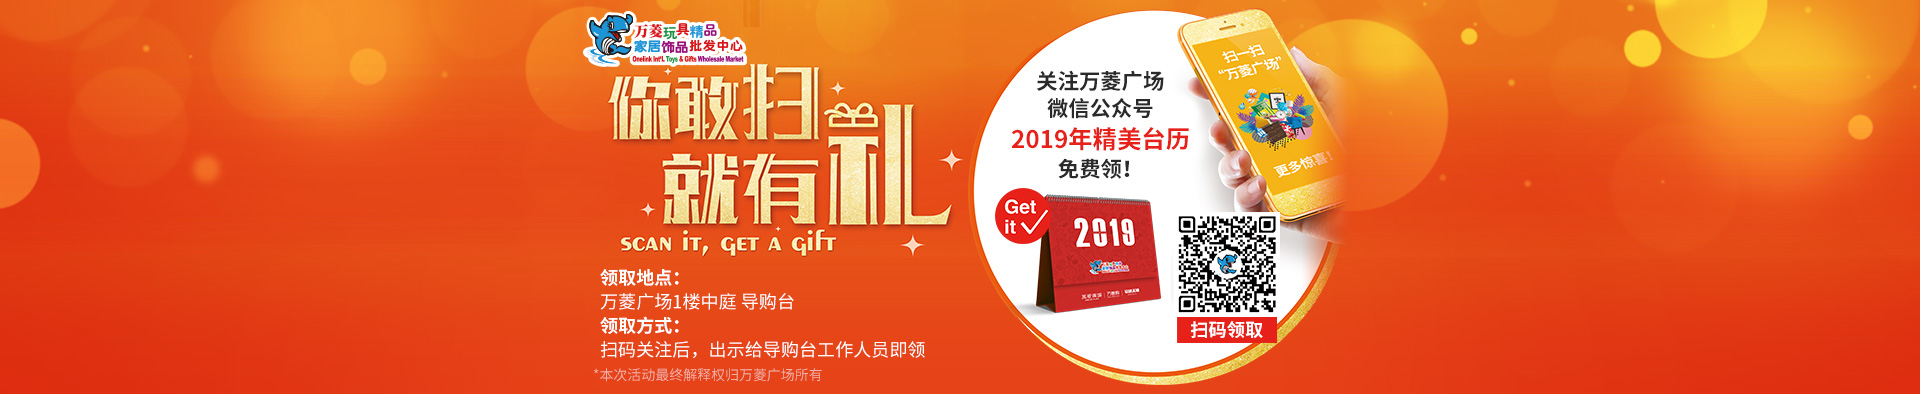 万菱玩具精品
家居饰品批发中心
Onelink Int'L Toys & Gifts Wholesale Market
你敢扫
就有礼
SCAN IT, GET A GIFT
领取地点：
万菱广场1楼中庭 导购台
领取方式：
扫码关注后，出示给导购台工作人员即领
*本次活动最终解释权归万菱广场所有
关注万菱广场
微信公众号
2019年精美台历
免费领！
Get
it
2019
扫一扫
“万菱广场”
更多惊喜！
扫码领取